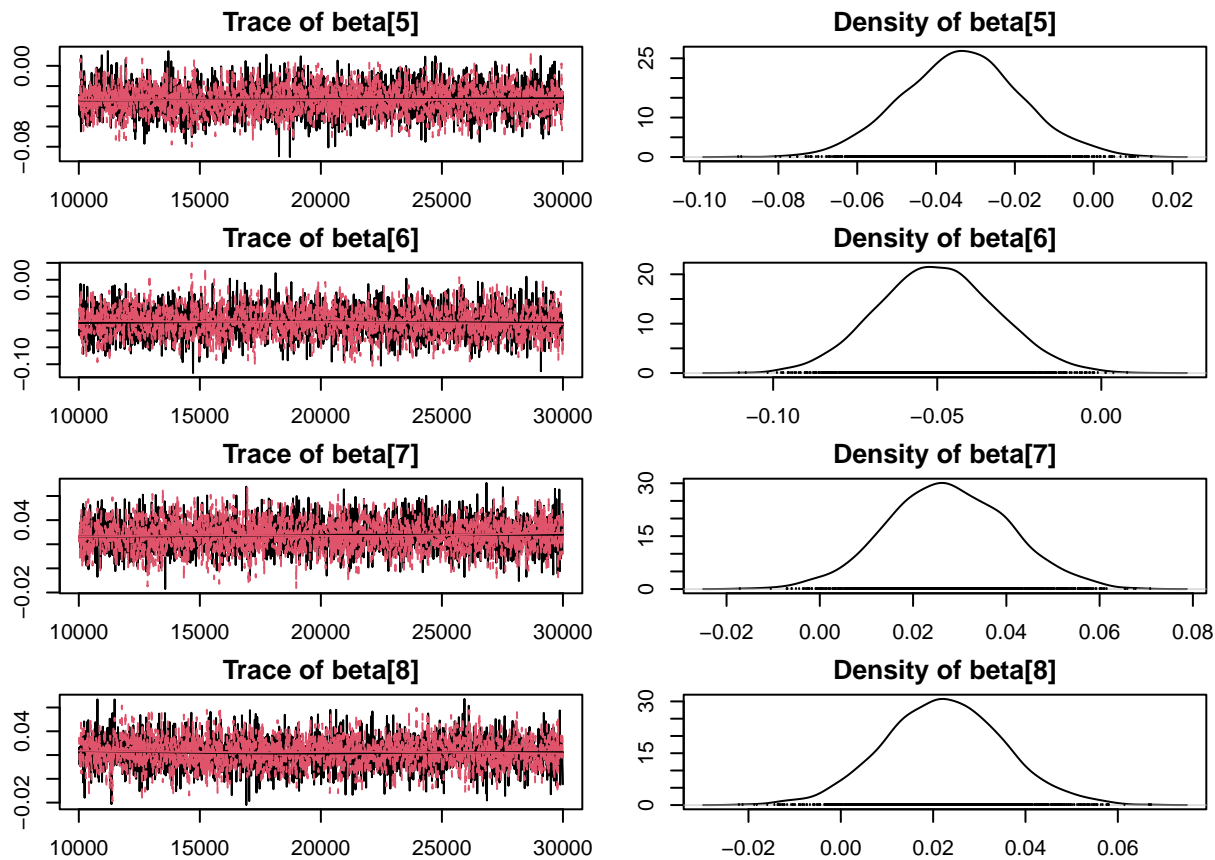 Trace of beta[5]
0.00
−0.08
10000 15000 20000 25000 30000
Density of beta[5]
25
10
0
−0.10 −0.08 −0.06 −0.04 −0.02 0.00 0.02
Trace of beta[6]
0.00
−0.10
10000 15000 20000 25000 30000
Density of beta[6]
20
10
0
−0.10 −0.05 0.00
Trace of beta[7]
0.04
−0.02
10000 15000 20000 25000 30000
Density of beta[7]
30
15
0
−0.02 0.00 0.02 0.04 0.06 0.08
Trace of beta[8]
0.04
−0.02
10000 15000 20000 25000 30000
Density of beta[8]
30
15
0
−0.02 0.00 0.02 0.04 0.06